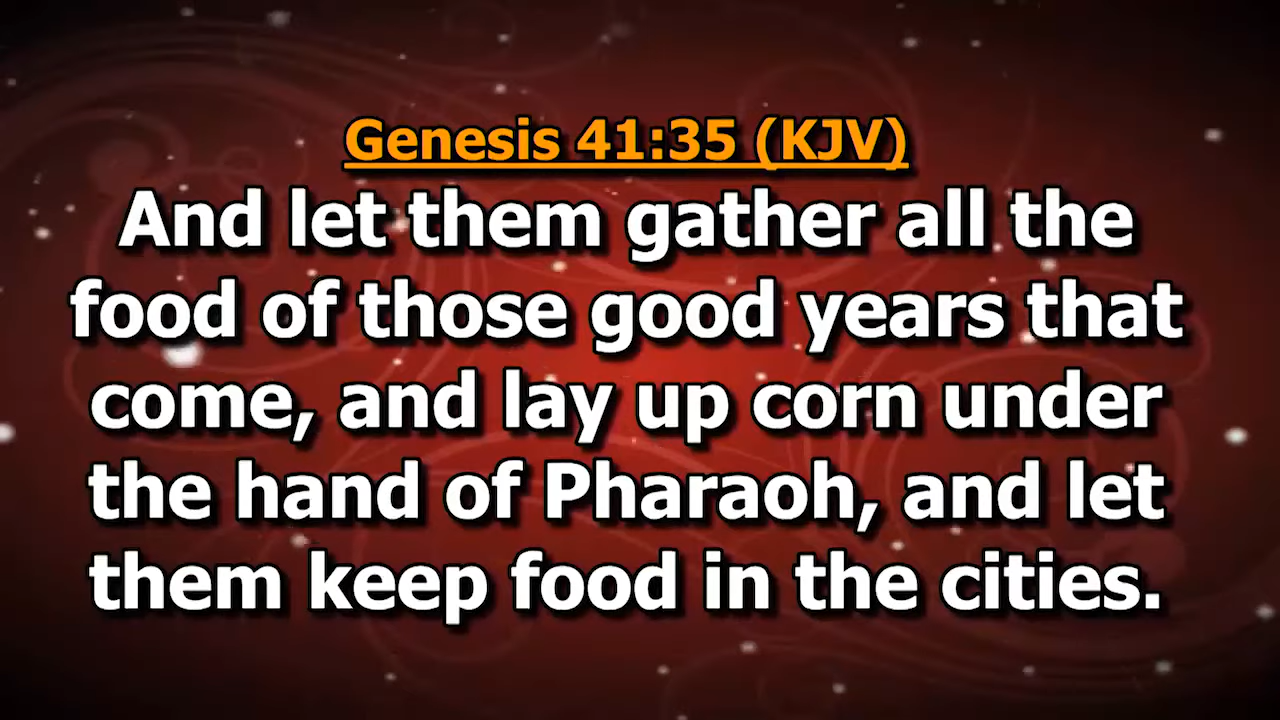 Genesis 41:35 (KJV)
And let them gather all the
food of those good years that
come, and lay up corn under
the hand of Pharaoh, and let
them keep food in the cities.